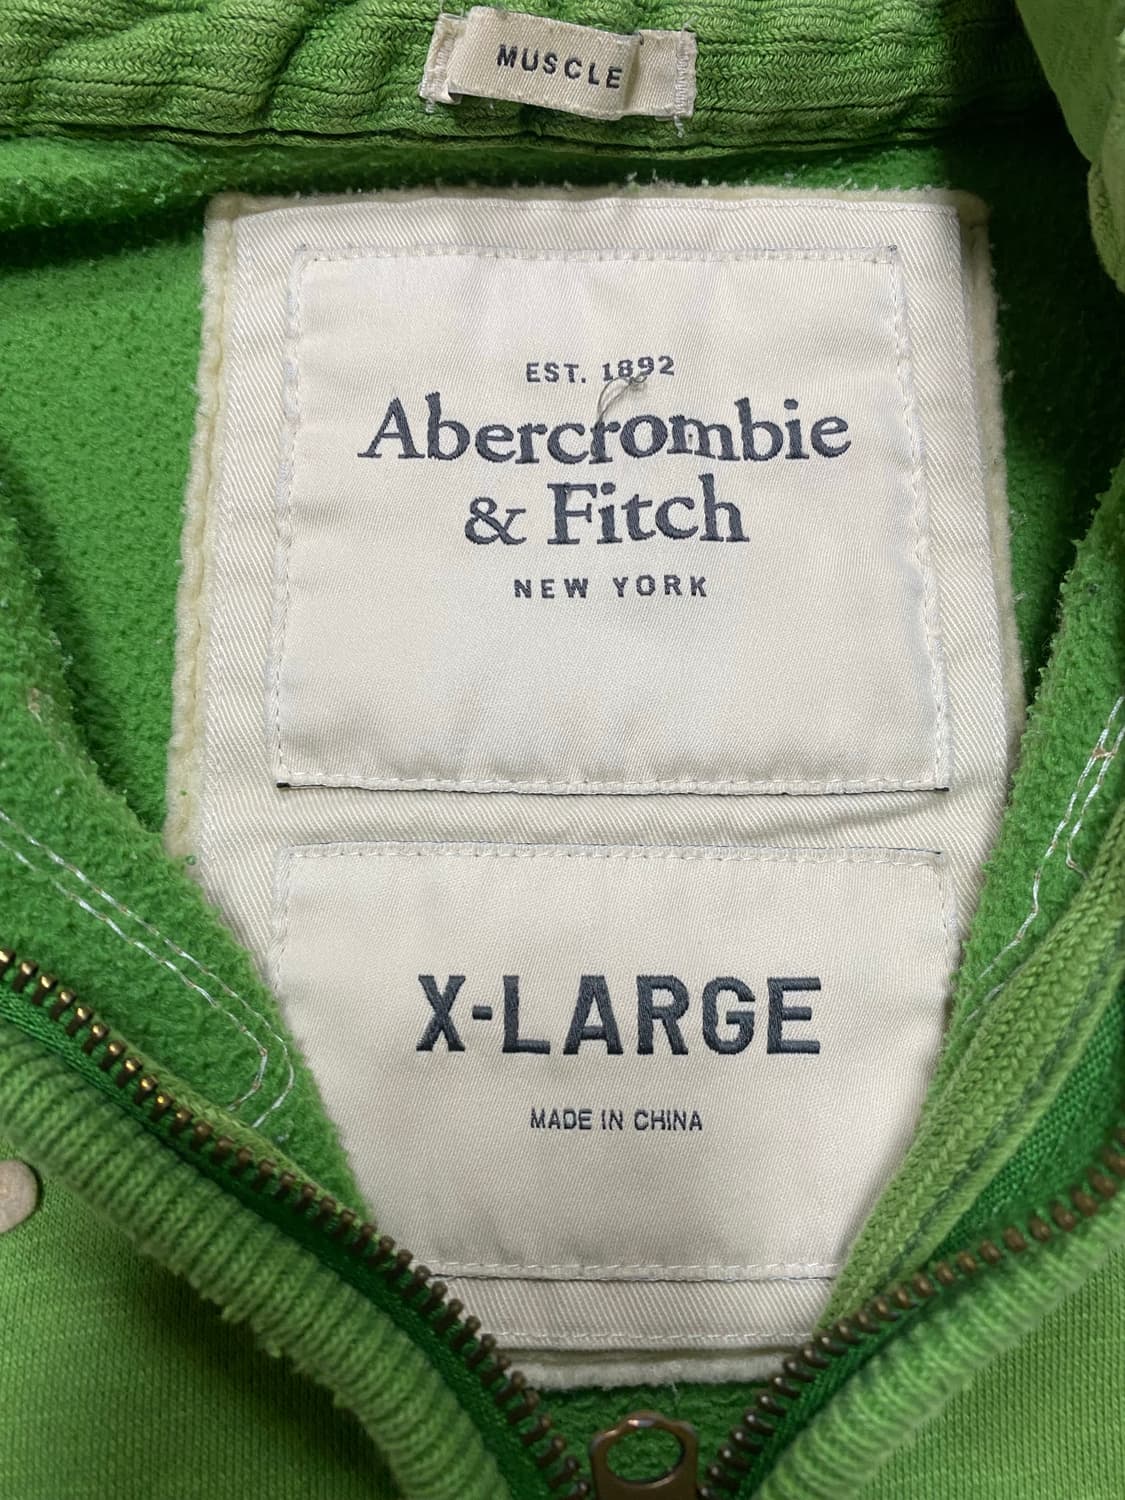 MUSCLE
EST. 1892
Abercrombie
& Fitch
NEW YORK
X-LARGE
MADE IN CHINA